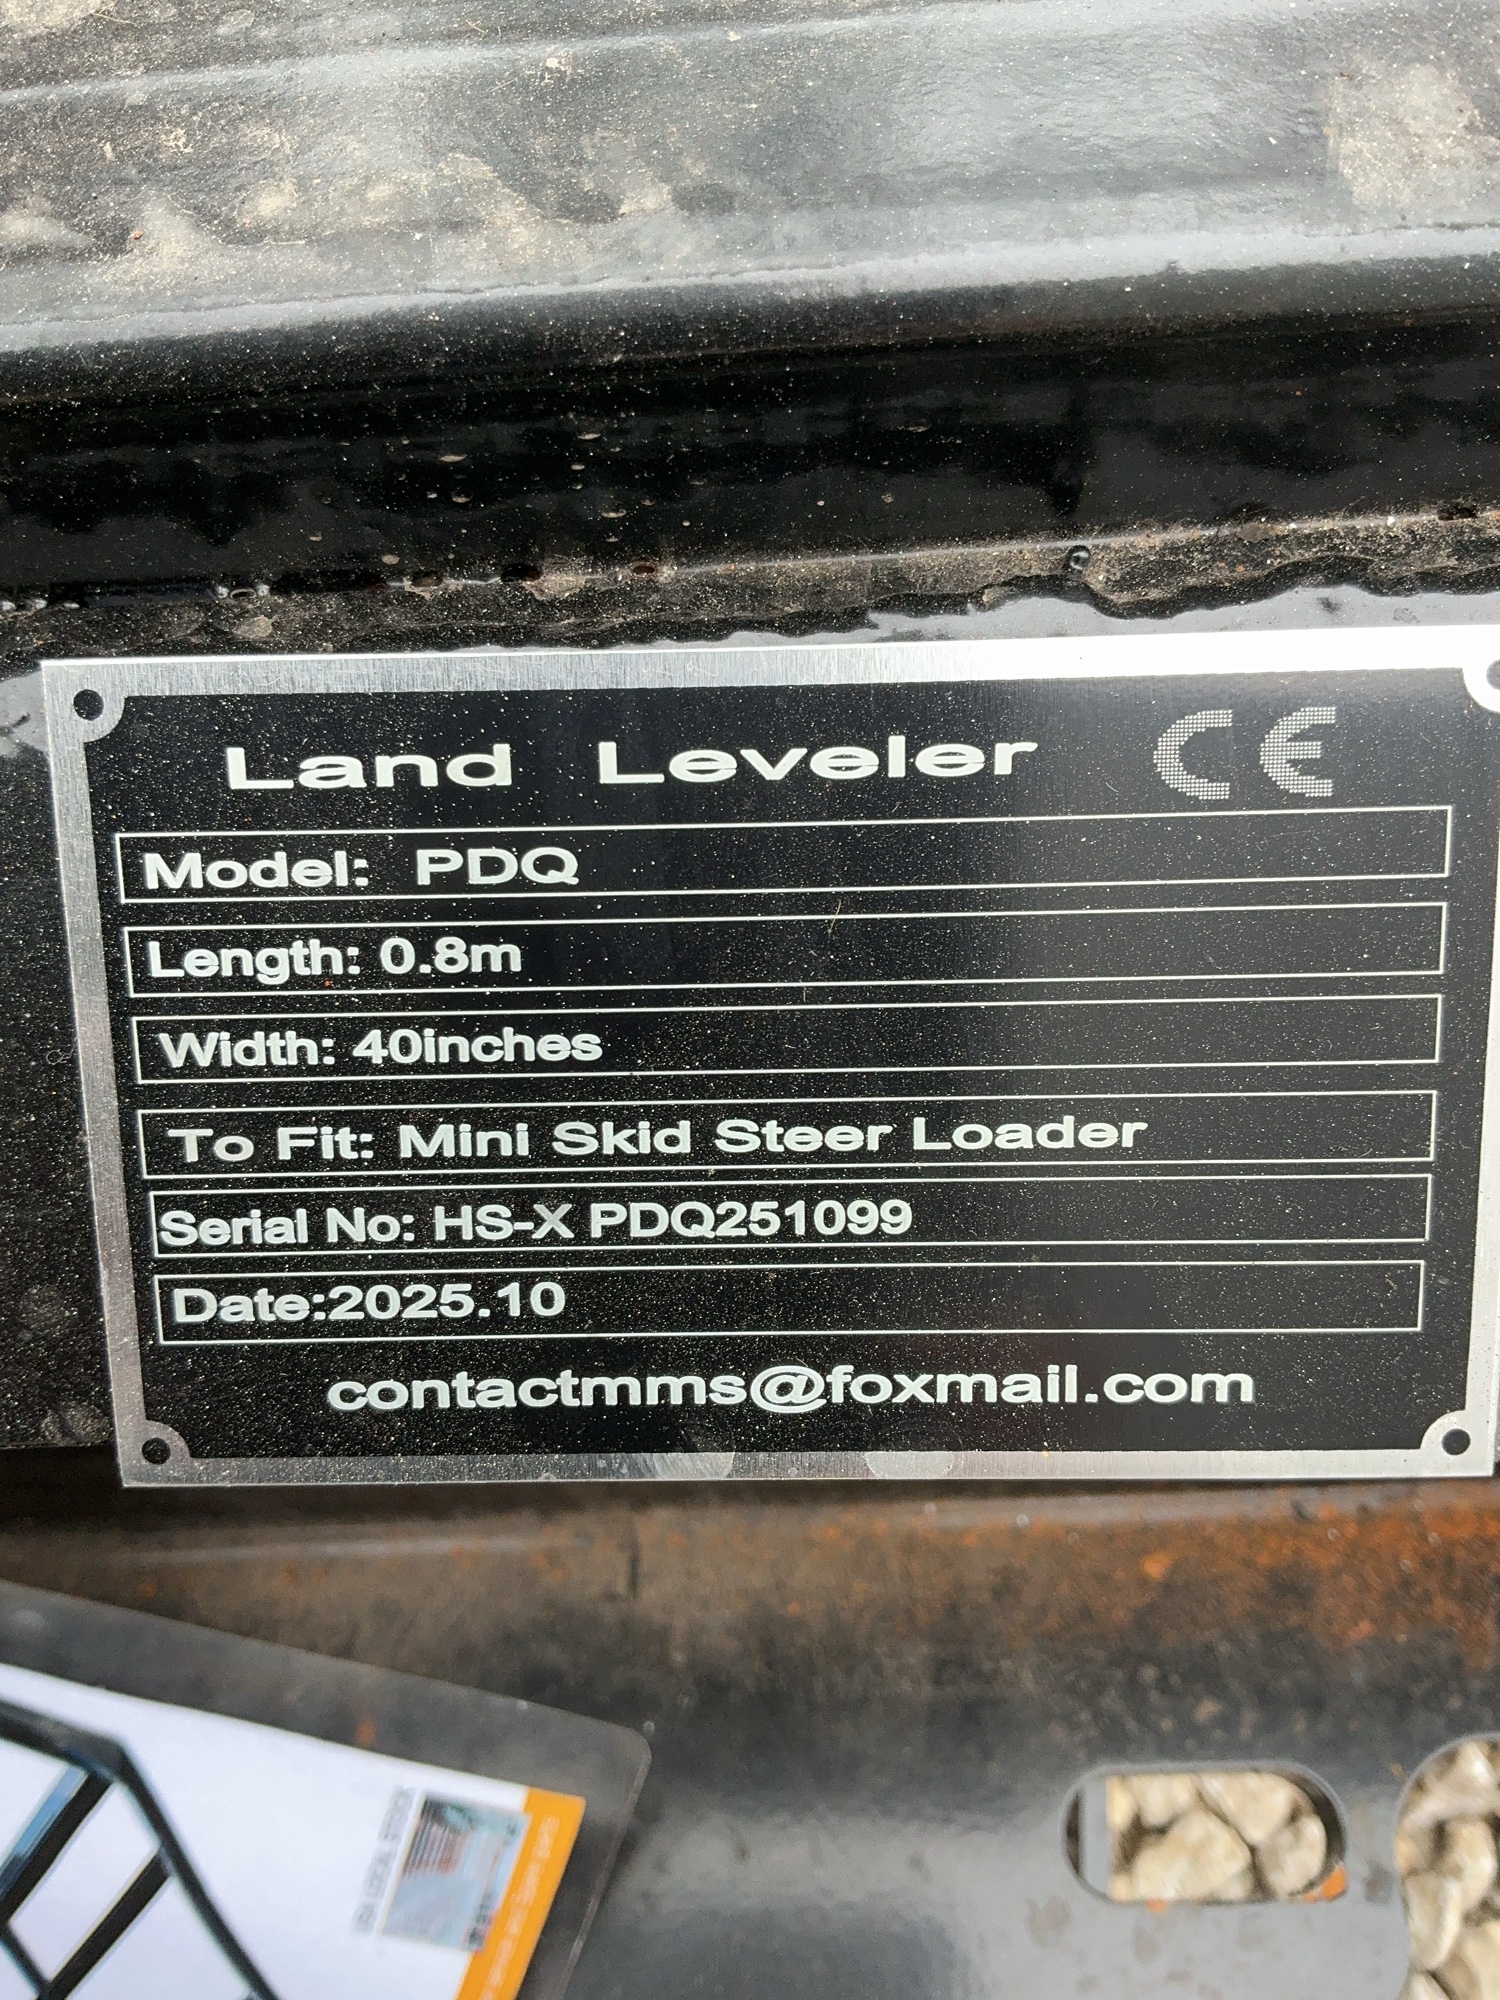 Land Leveler CE
Model: PDQ
Length: 0.8m
Width: 40inches
To Fit: Mini Skid Steer Loader
Serial No: HS-X PDQ251099
Date:2025.10
contactmms@foxmail.com